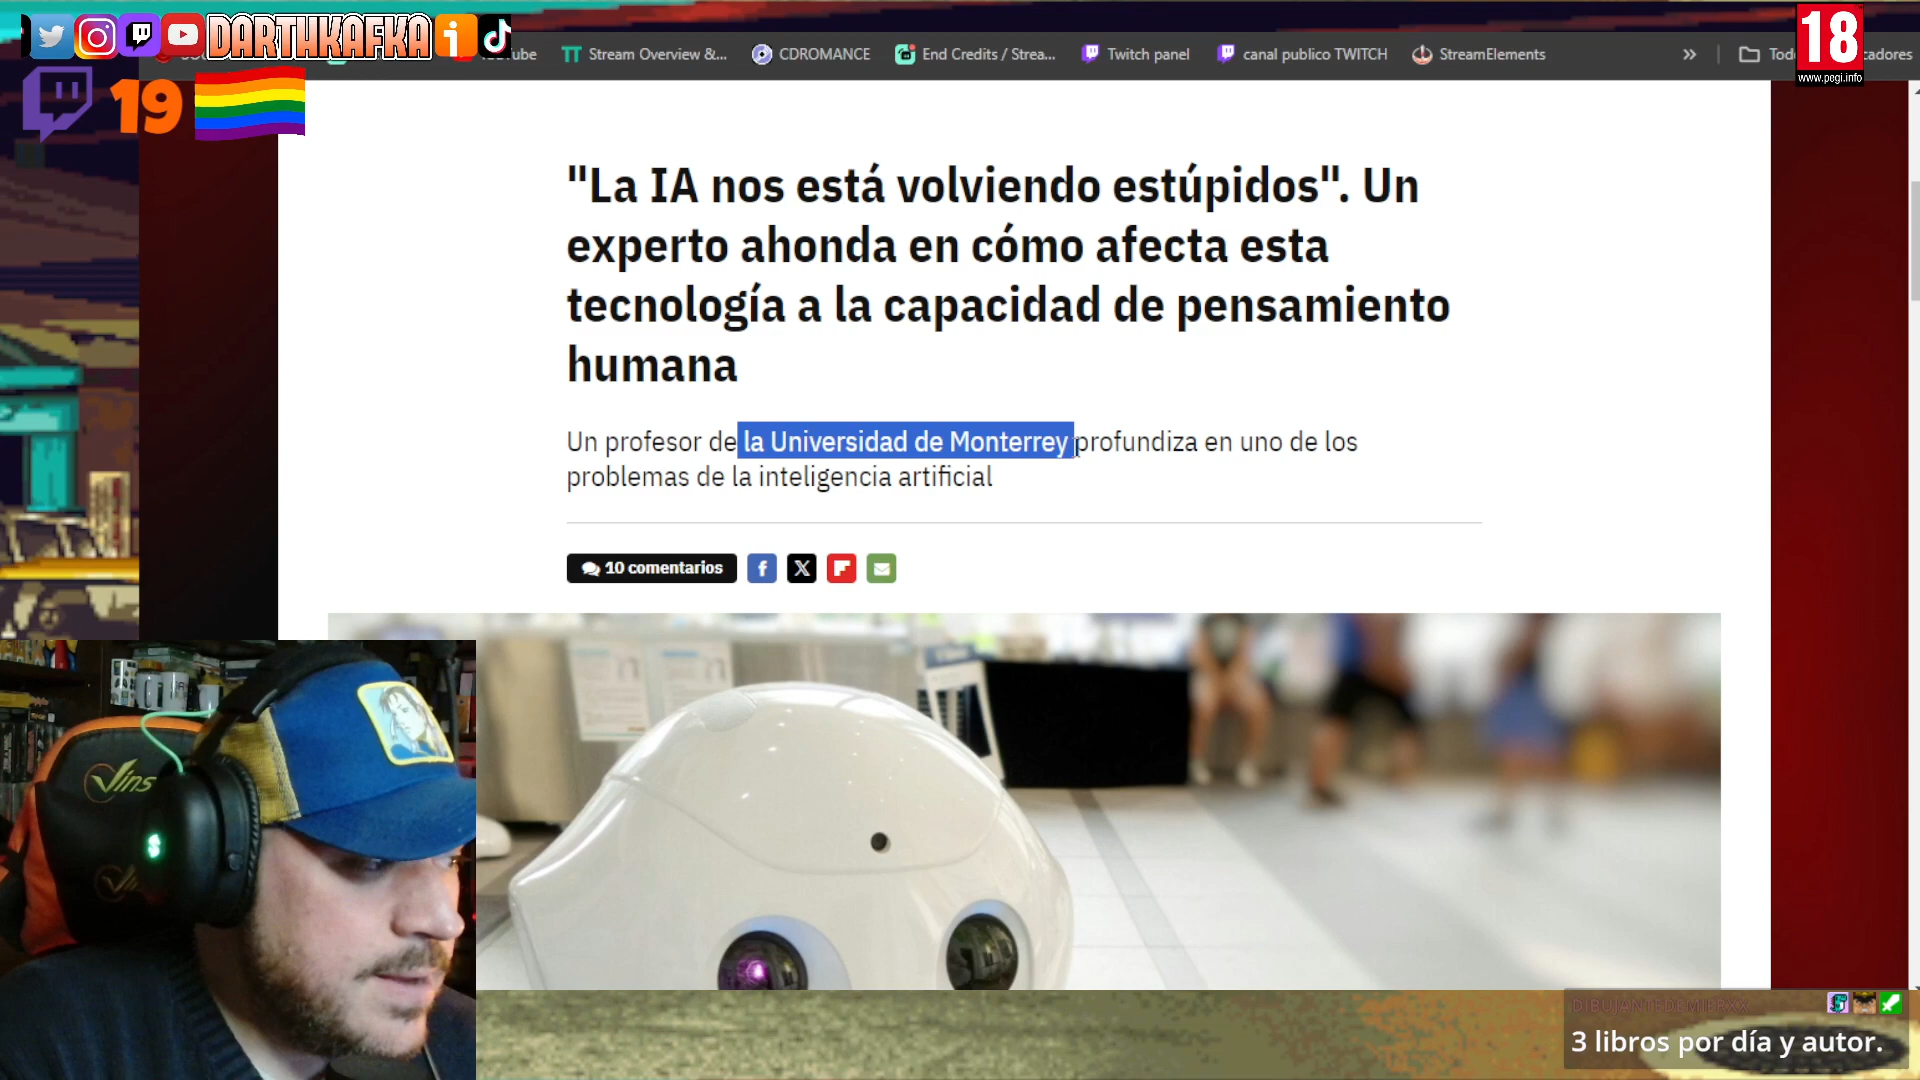 DARTHKAFKA
Stream Overview &...
CDROMANCE
End Credits / Strea...
Twitch panel
canal publico TWITCH
StreamElements
»
18
www.pegi.info
19
"La IA nos está volviendo estúpidos". Un
experto ahonda en cómo afecta esta
tecnología a la capacidad de pensamiento
humana
Un profesor de la Universidad de Monterrey profundiza en uno de los
problemas de la inteligencia artificial
10 comentarios
Vins
3 libros por día y autor.